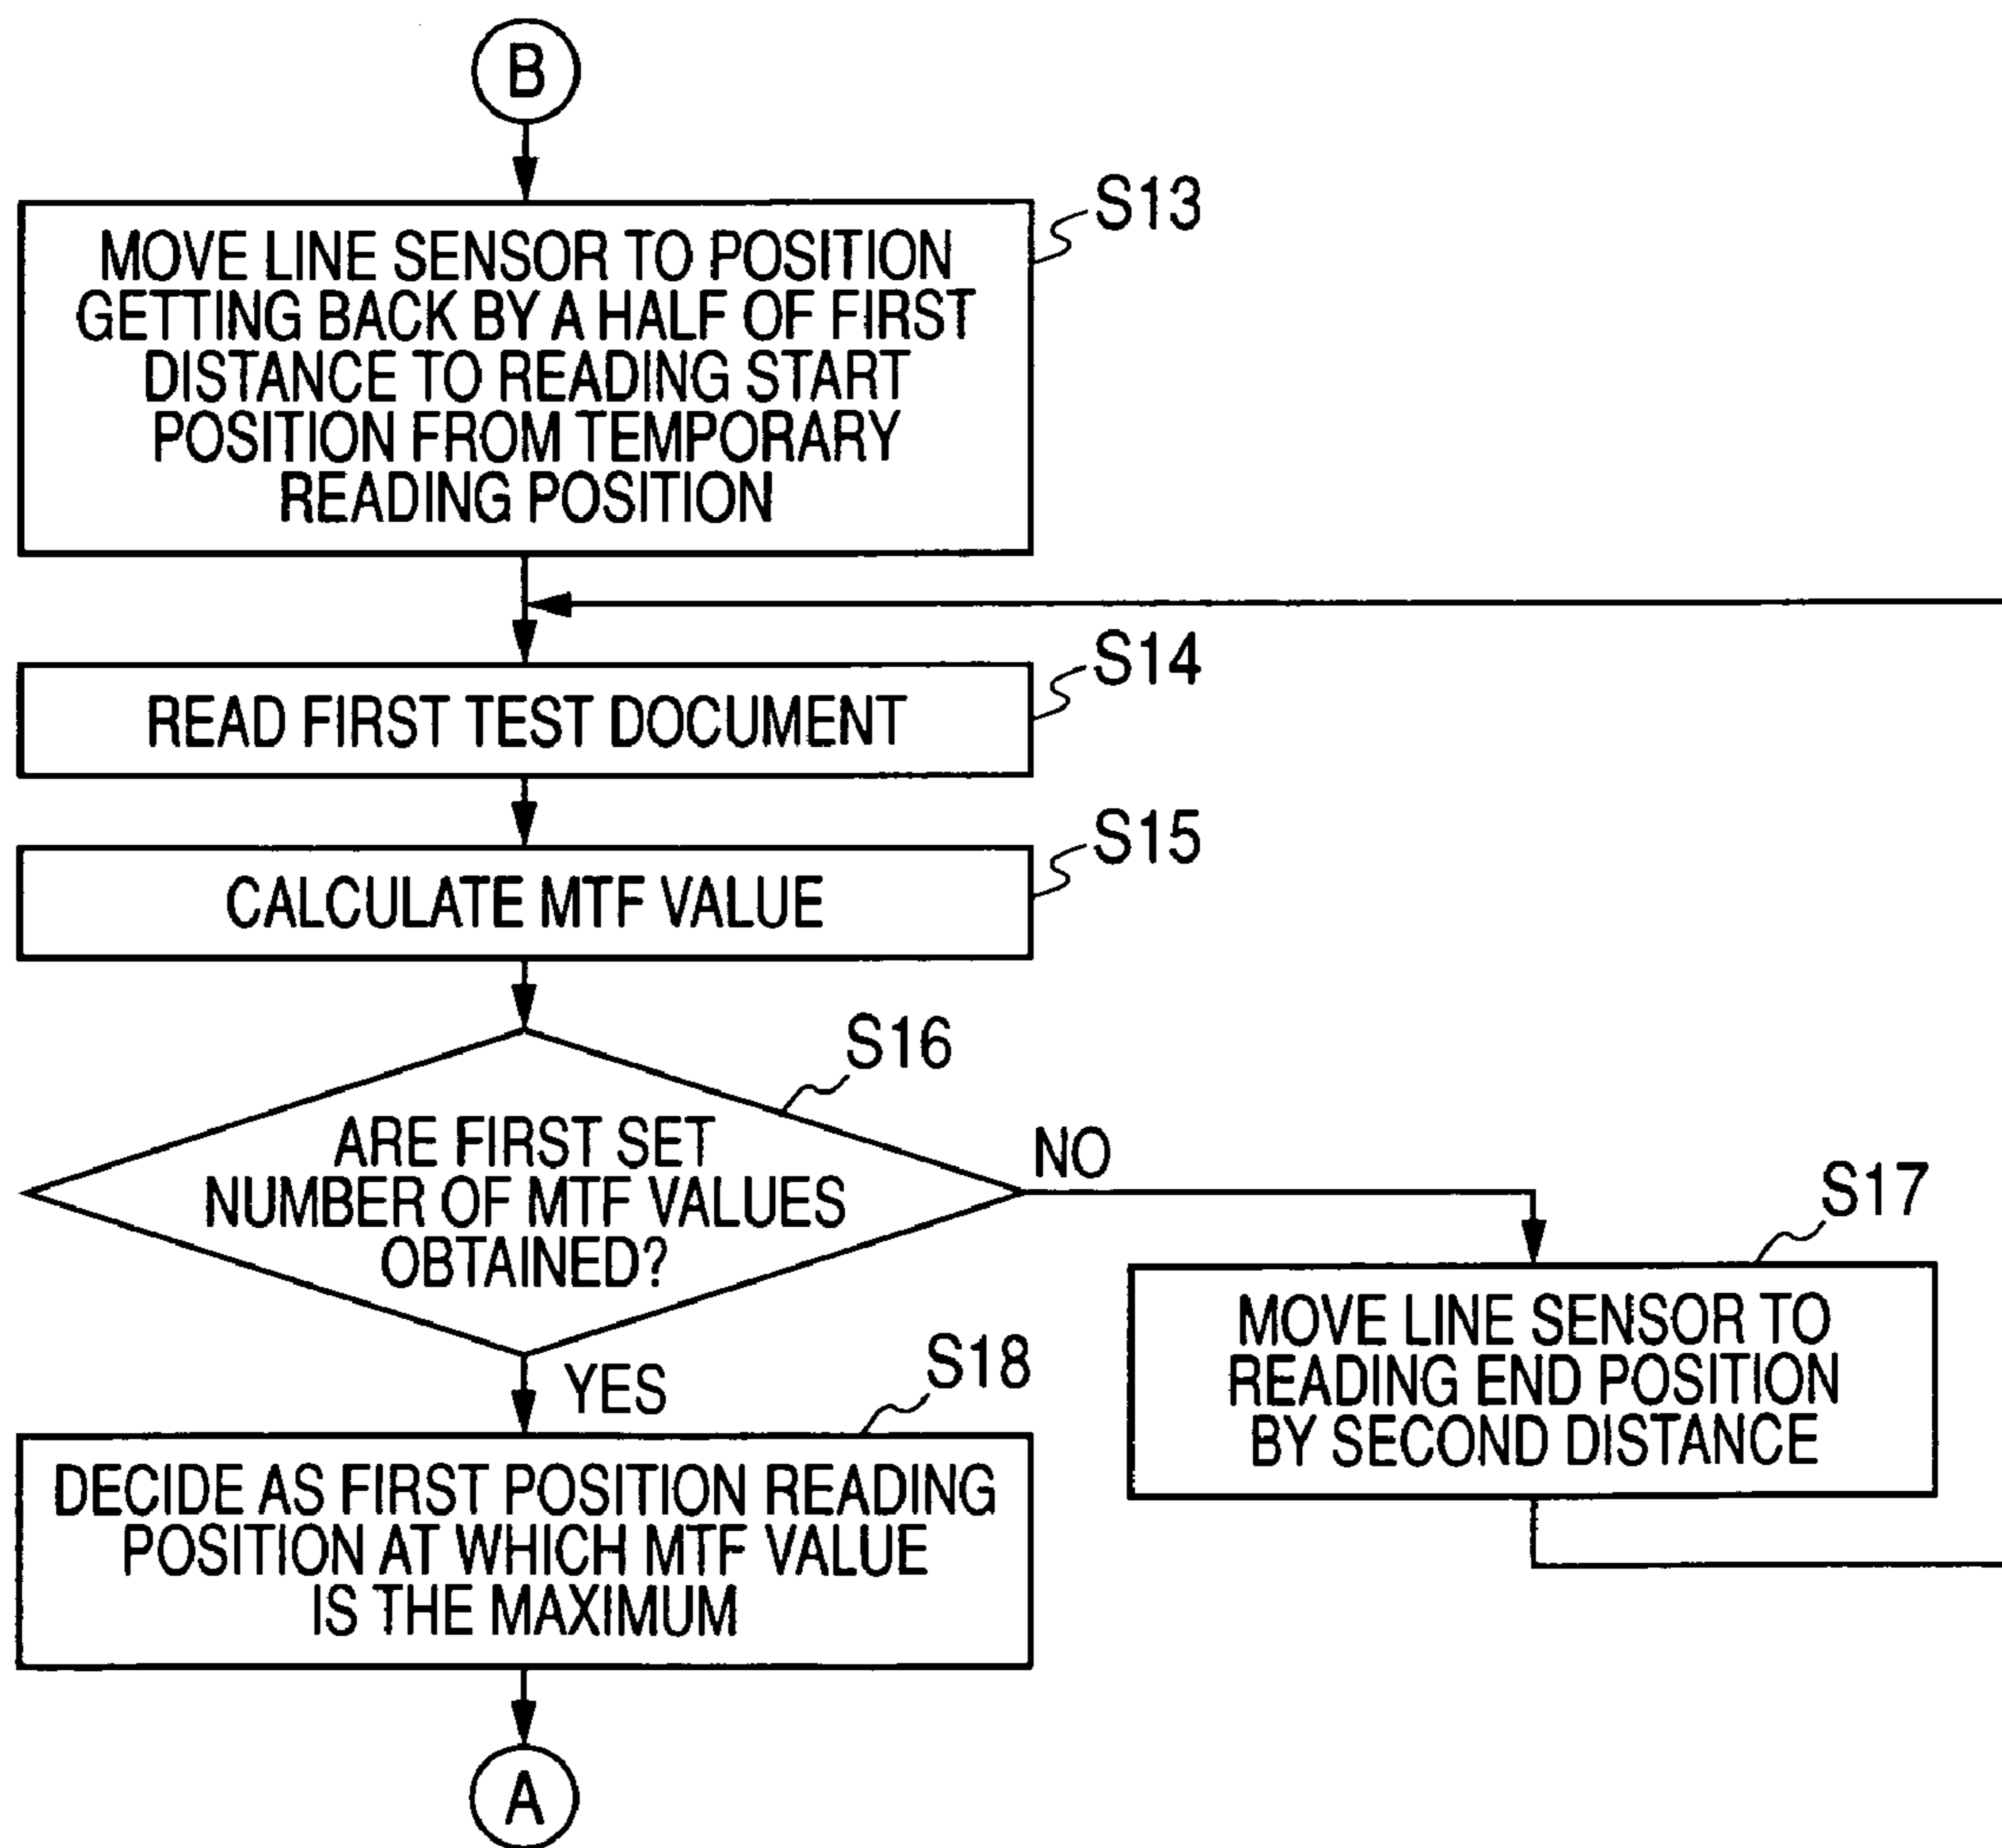 B
S13
MOVE LINE SENSOR TO POSITION
GETTING BACK BY A HALF OF FIRST
DISTANCE TO READING START
POSITION FROM TEMPORARY
READING POSITION
S14
READ FIRST TEST DOCUMENT
S15
CALCULATE MTF VALUE
S16
ARE FIRST SET
NUMBER OF MTF VALUES
OBTAINED?
NO
S17
MOVE LINE SENSOR TO
READING END POSITION
BY SECOND DISTANCE
YES
S18
DECIDE AS FIRST POSITION READING
POSITION AT WHICH MTF VALUE
IS THE MAXIMUM
A